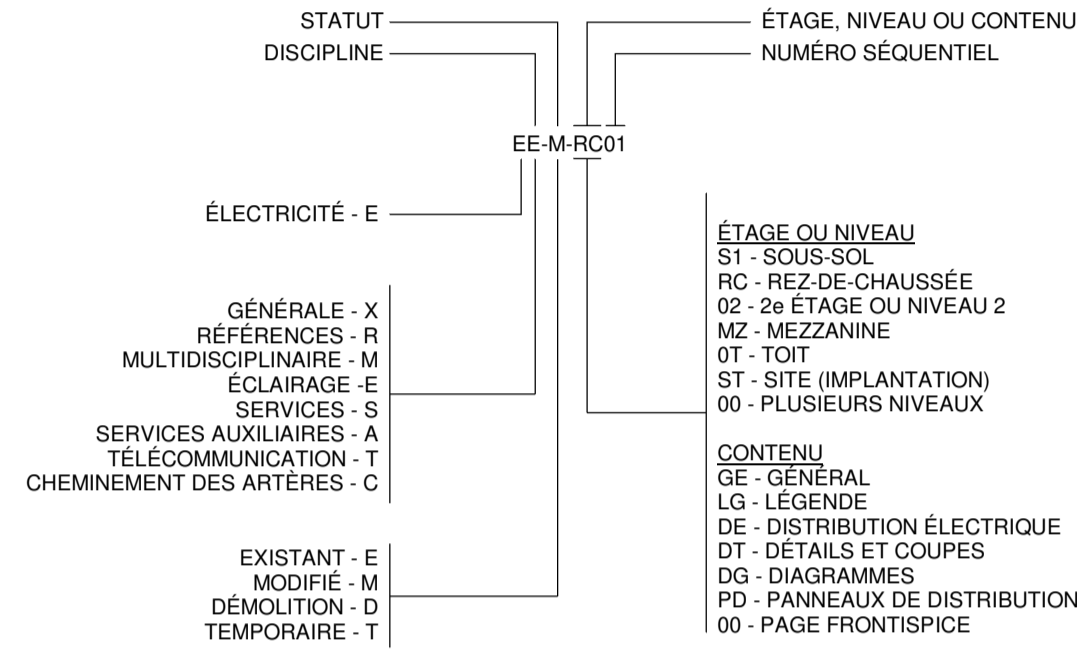 STATUT
DISCIPLINE
ÉTAGE, NIVEAU OU CONTENU
NUMÉRO SÉQUENTIEL
EE-M-RC01
ÉLECTRICITÉ - E
GÉNÉRALE - X
RÉFÉRENCES - R
MULTIDISCIPLINAIRE - M
ÉCLAIRAGE -E
SERVICES - S
SERVICES AUXILIAIRES - A
TÉLÉCOMMUNICATION - T
CHEMINEMENT DES ARTÈRES - C
EXISTANT - E
MODIFIÉ - M
DÉMOLITION - D
TEMPORAIRE - T
ÉTAGE OU NIVEAU
S1 - SOUS-SOL
RC - REZ-DE-CHAUSSÉE
02 - 2e ÉTAGE OU NIVEAU 2
MZ - MEZZANINE
0T - TOIT
ST - SITE (IMPLANTATION)
00 - PLUSIEURS NIVEAUX
CONTENU
GE - GÉNÉRAL
LG - LÉGENDE
DE - DISTRIBUTION ÉLECTRIQUE
DT - DÉTAILS ET COUPES
DG - DIAGRAMMES
PD - PANNEAUX DE DISTRIBUTION
00 - PAGE FRONTISPICE